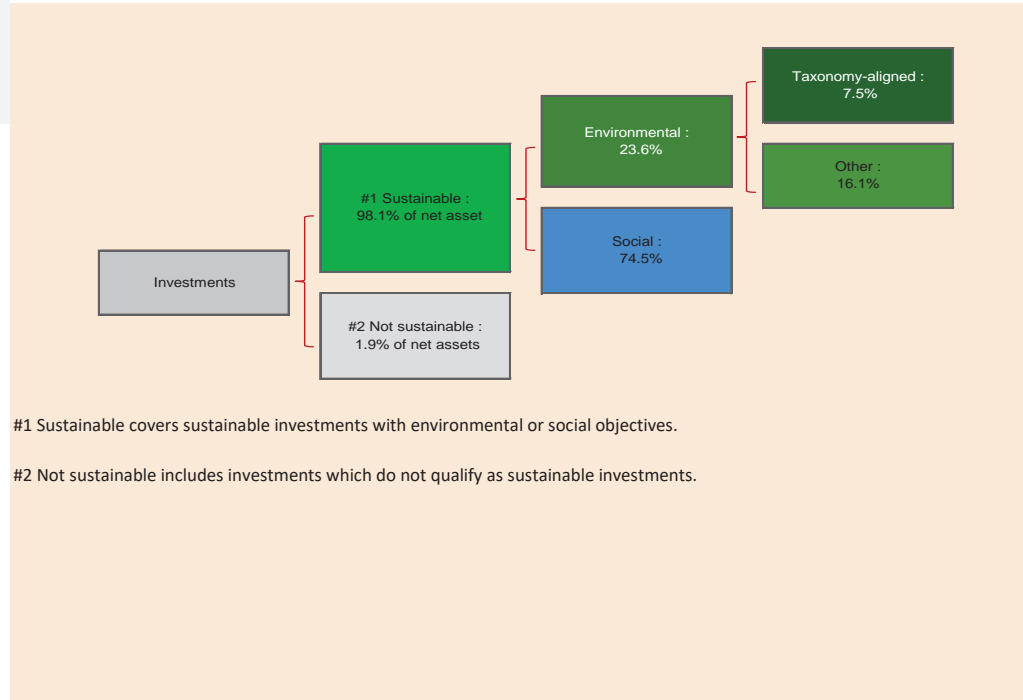 Taxonomy-aligned :
7.5%
Environmental :
23.6%
Other :
16.1%
#1 Sustainable :
98.1% of net asset
Social :
74.5%
Investments
#2 Not sustainable :
1.9% of net assets
#1 Sustainable covers sustainable investments with environmental or social objectives.
#2 Not sustainable includes investments which do not qualify as sustainable investments.